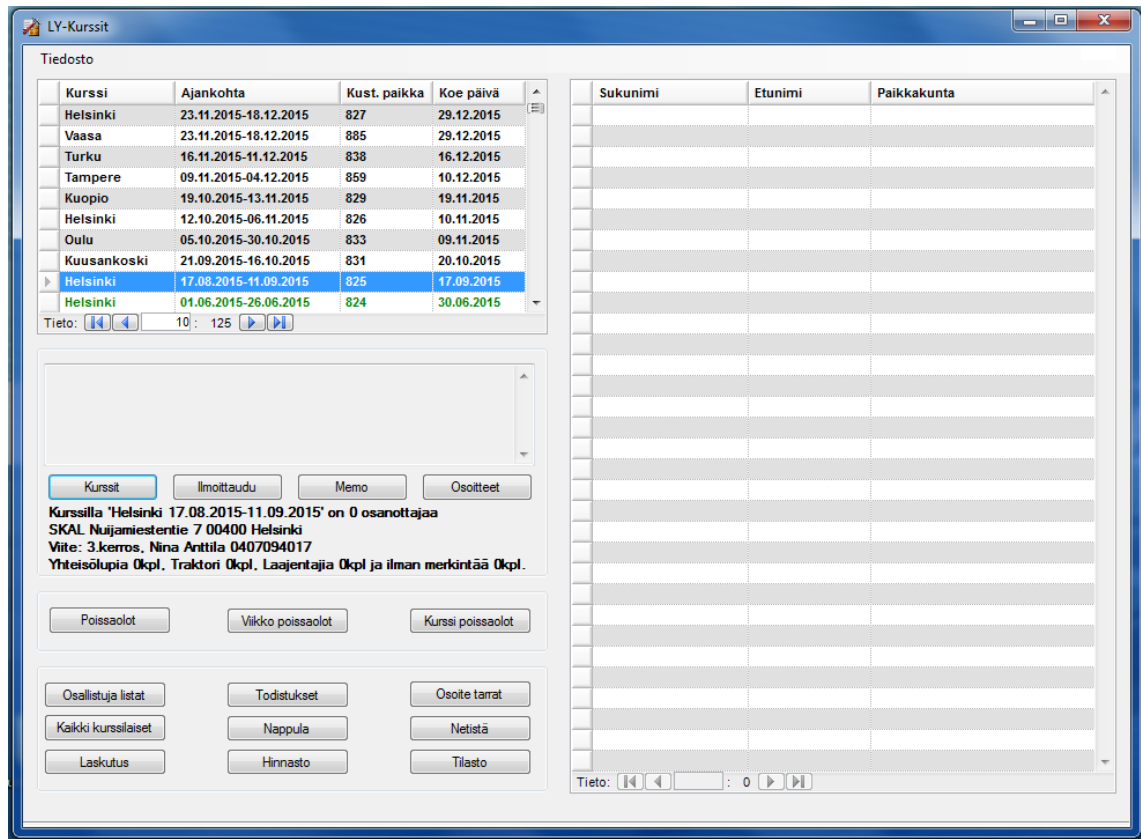 LY-Kurssit
Tiedosto
Kurssi Ajankohta Kust. paikka Koe päivä
Helsinki 23.11.2015-18.12.2015 827 29.12.2015
Vaasa 23.11.2015-18.12.2015 885 29.12.2015
Turku 16.11.2015-11.12.2015 838 16.12.2015
Tampere 09.11.2015-04.12.2015 859 10.12.2015
Kuopio 19.10.2015-13.11.2015 829 19.11.2015
Helsinki 12.10.2015-06.11.2015 826 10.11.2015
Oulu 05.10.2015-30.10.2015 833 09.11.2015
Kuusankoski 21.09.2015-16.10.2015 831 20.10.2015
Helsinki 17.08.2015-11.09.2015 825 17.09.2015
Helsinki 01.06.2015-26.06.2015 824 30.06.2015
Tieto: 10 : 125
Kurssit Ilmoittaudu Memo Osoitteet
Kurssilla 'Helsinki 17.08.2015-11.09.2015' on 0 osanottajaa
SKAL Nuijamiestentie 7 00400 Helsinki
Viite: 3.kerros, Nina Anttila 0407094017
Yhteisölupia 0kpl, Traktori 0kpl, Laajentajia 0kpl ja ilman merkintää 0kpl.
Poissaolot Viikko poissaolot Kurssi poissaolot
Osallistuja listat Todistukset Osoite tarrat
Kaikki kurssilaiset Nappula Netistä
Laskutus Hinnasto Tilasto
Sukunimi Etunimi Paikkakunta
Tieto: : 0